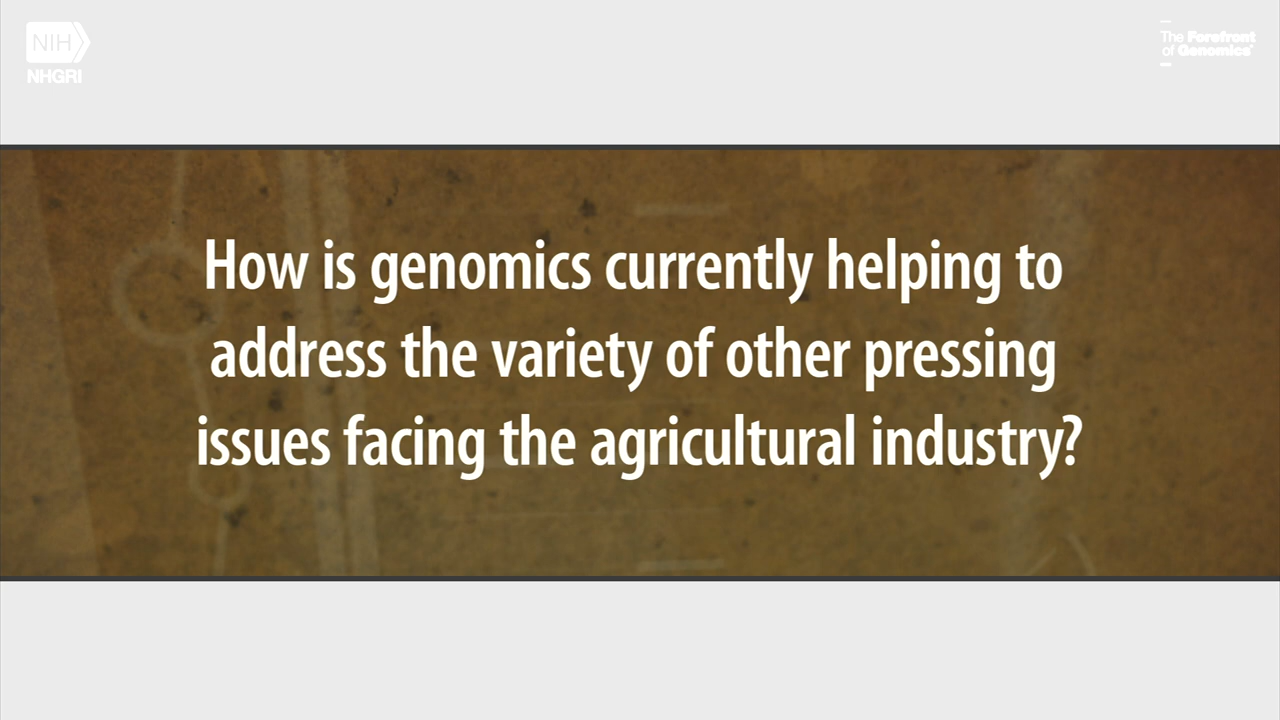 NIH
NHGRI
The Forefront
of Genomics®
How is genomics currently helping to
address the variety of other pressing
issues facing the agricultural industry?